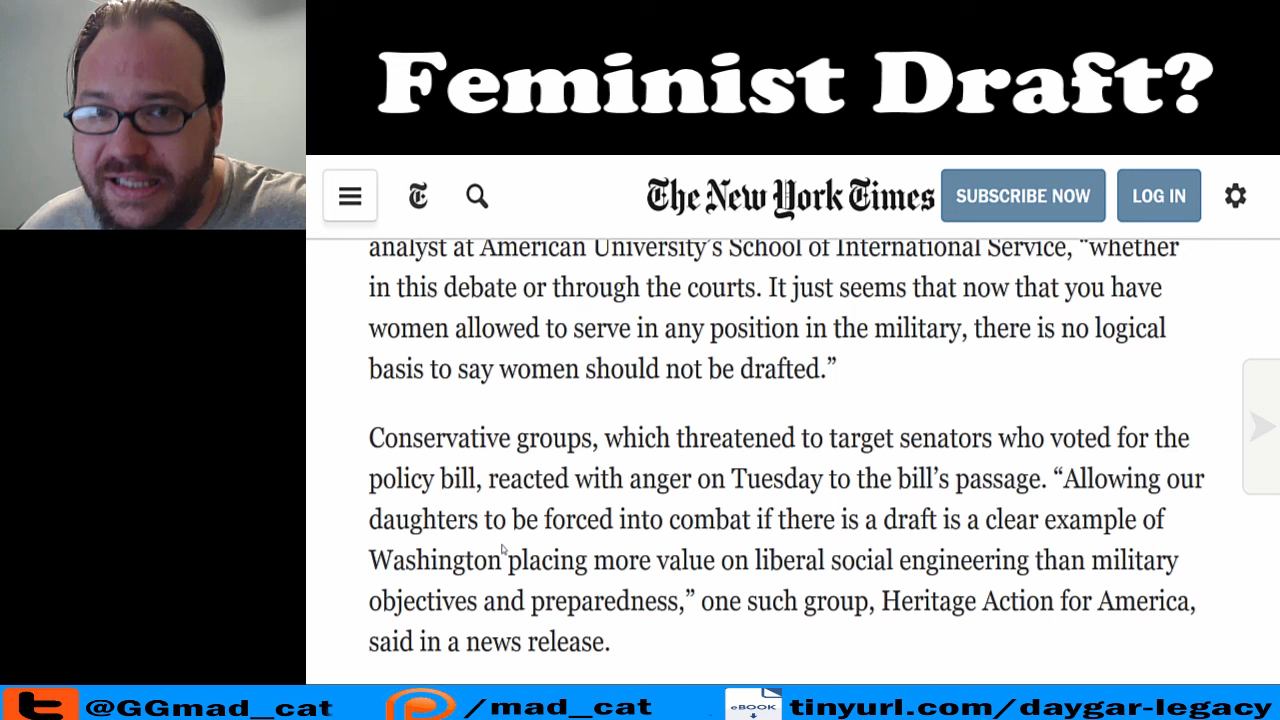 Feminist Draft?
The New York Times
SUBSCRIBE NOW
LOG IN
analyst at American University’s School of International Service, “whether
in this debate or through the courts. It just seems that now that you have
women allowed to serve in any position in the military, there is no logical
basis to say women should not be drafted.”
Conservative groups, which threatened to target senators who voted for the
policy bill, reacted with anger on Tuesday to the bill’s passage. “Allowing our
daughters to be forced into combat if there is a draft is a clear example of
Washington placing more value on liberal social engineering than military
objectives and preparedness,” one such group, Heritage Action for America,
said in a news release.
@GGmad_cat
/mad_cat
eBOOK
tinyurl.com/daygar-legacy